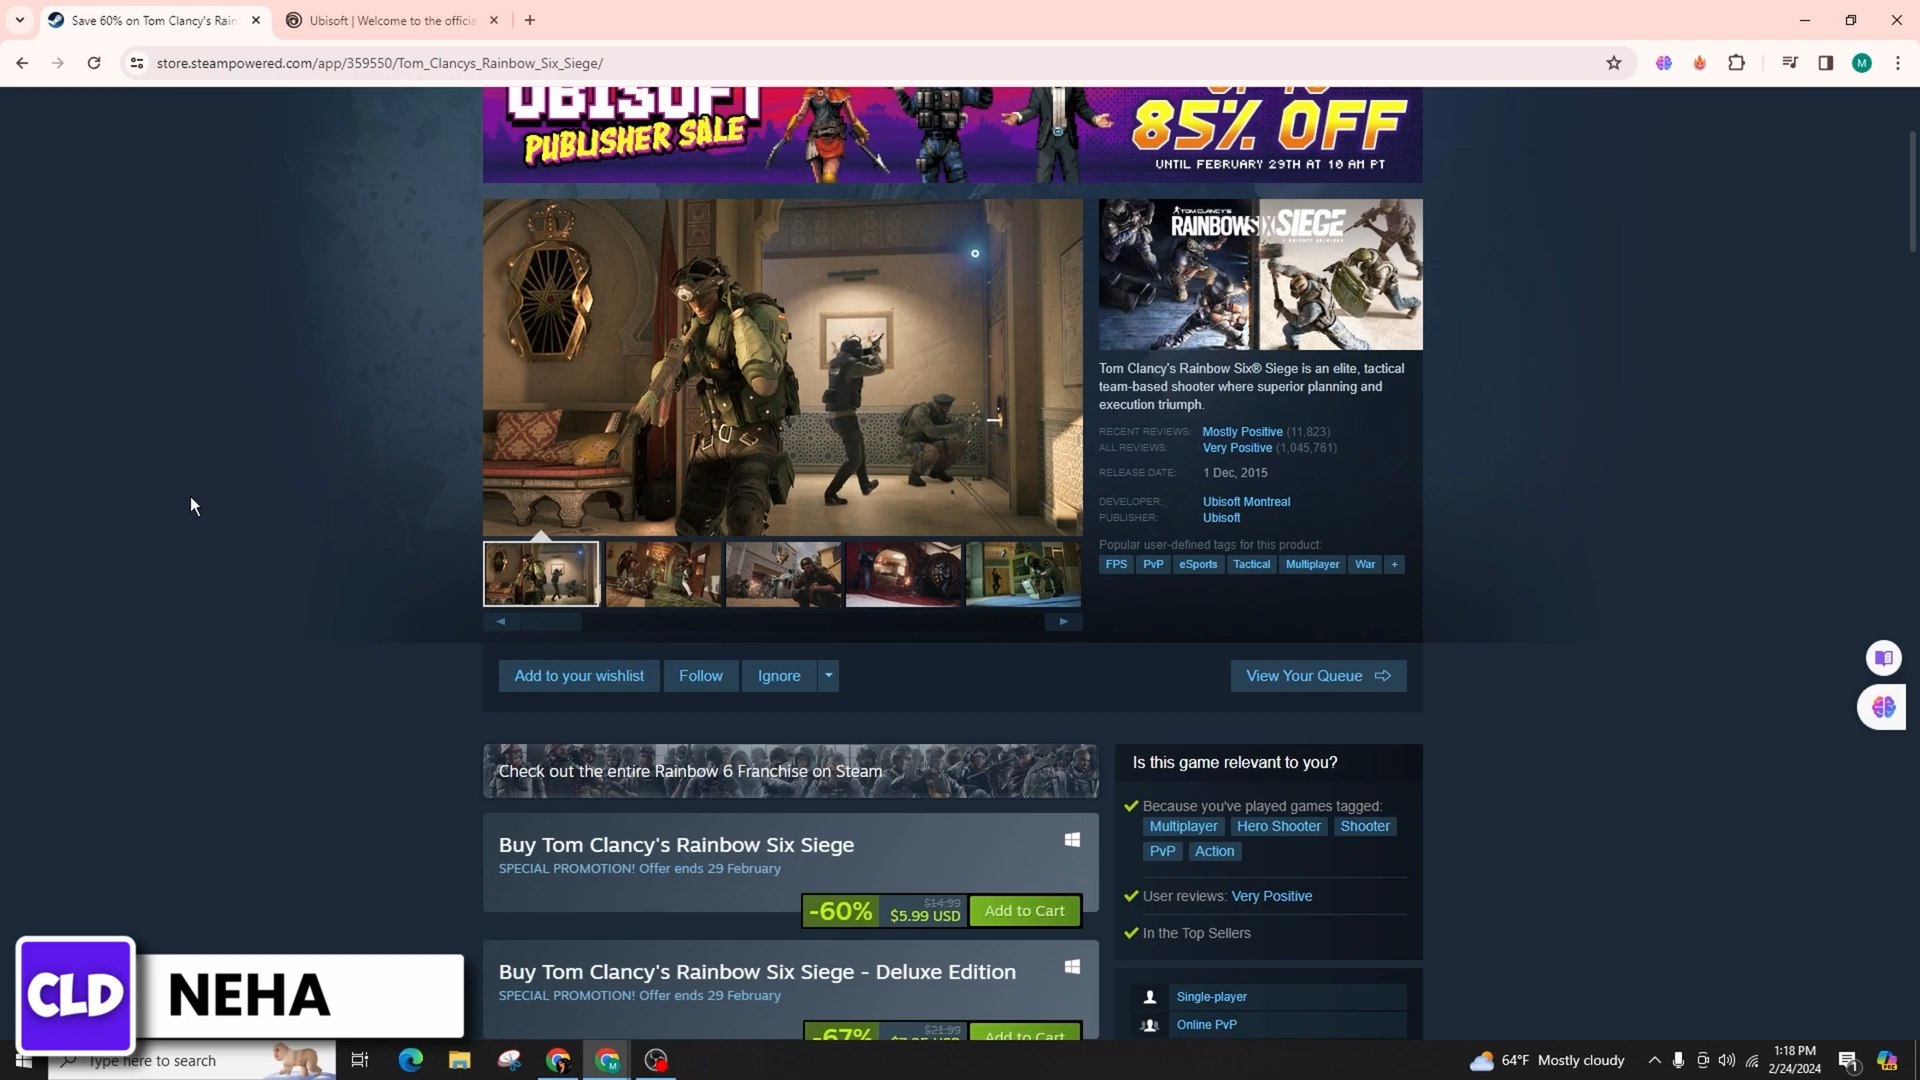 Save 60% on Tom Clancy's Rain
Ubisoft | Welcome to the officia
store.steampowered.com/app/359550/Tom_Clancys_Rainbow_Six_Siege/
M
UBISOFT
PUBLISHER SALE
85% OFF
UNTIL FEBRUARY 29TH AT 10 AM PT
TOM CLANCY'S
RAINBOW SIX SIEGE
Tom Clancy's Rainbow Six® Siege is an elite, tactical
team-based shooter where superior planning and
execution triumph.
RECENT REVIEWS: Mostly Positive (11,823)
ALL REVIEWS: Very Positive (1,045,761)
RELEASE DATE: 1 Dec, 2015
DEVELOPER: Ubisoft Montreal
PUBLISHER: Ubisoft
Popular user-defined tags for this product:
FPS PvP eSports Tactical Multiplayer War +
Add to your wishlist Follow Ignore View Your Queue
Check out the entire Rainbow 6 Franchise on Steam
Is this game relevant to you?
Because you've played games tagged:
Multiplayer Hero Shooter Shooter
PvP Action
User reviews: Very Positive
In the Top Sellers
Single-player
Online PvP
Buy Tom Clancy's Rainbow Six Siege
SPECIAL PROMOTION! Offer ends 29 February
-60% $14.99 $5.99 USD Add to Cart
Buy Tom Clancy's Rainbow Six Siege - Deluxe Edition
SPECIAL PROMOTION! Offer ends 29 February
-67% $21.99 Add to Cart
CLD NEHA
Type here to search
64°F Mostly cloudy
1:18 PM
2/24/2024
1